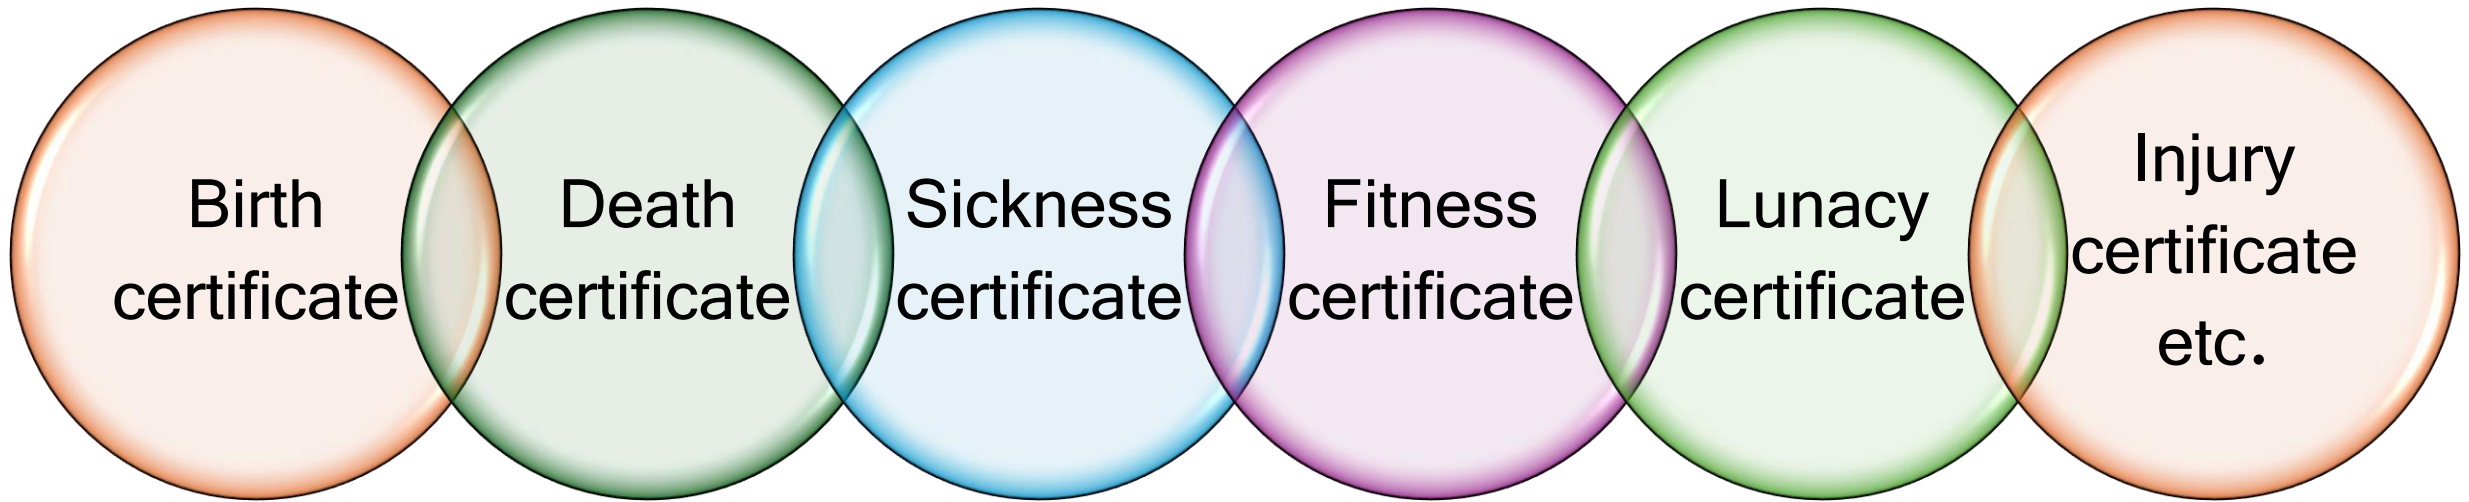 Birth
certificate
Death
certificate
Sickness
certificate
Fitness
certificate
Lunacy
certificate
Injury
certificate
etc.